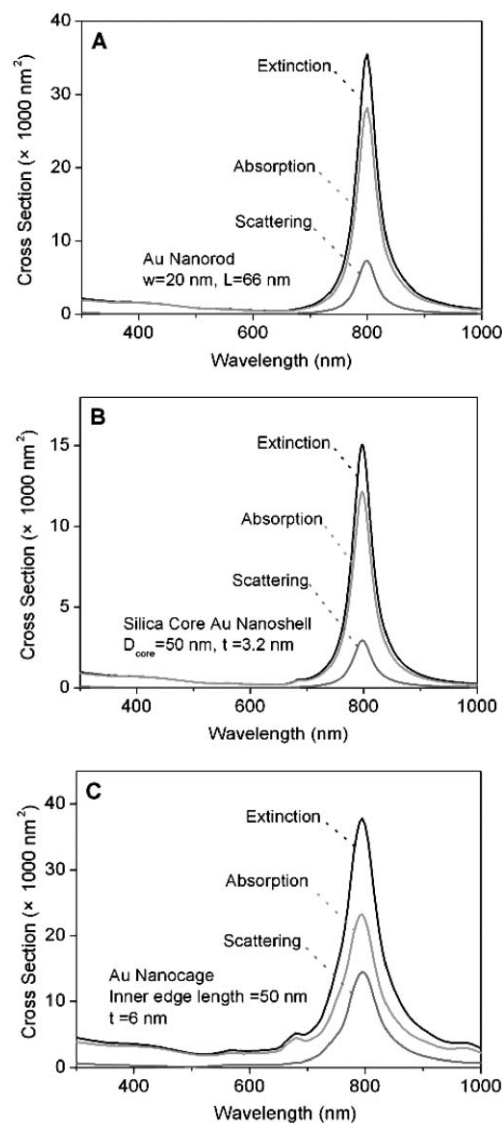 A
40
30
20
10
0
Cross Section (× 1000 nm²)
Extinction
Absorption
Scattering
Au Nanorod
w=20 nm, L=66 nm
400 600 800 1000
Wavelength (nm)
B
15
10
5
0
Cross Section (× 1000 nm²)
Extinction
Absorption
Scattering
Silica Core Au Nanoshell
D_core=50 nm, t =3.2 nm
400 600 800 1000
Wavelength (nm)
C
40
30
20
10
0
Cross Section (× 1000 nm²)
Extinction
Absorption
Scattering
Au Nanocage
Inner edge length =50 nm
t =6 nm
400 600 800 1000
Wavelength (nm)